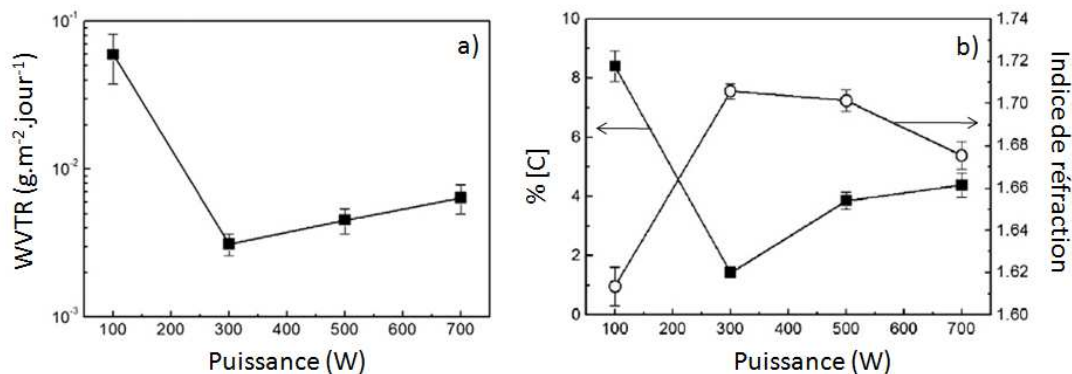 a)
WVTR (g.m-2.jour-1)
10-1
10-2
10-3
100 200 300 400 500 600 700
Puissance (W)
b)
% [C]
10
8
6
4
2
0
1.74
1.72
1.70
1.68
1.66
1.64
1.62
1.60
Indice de réfraction
100 200 300 400 500 600 700
Puissance (W)